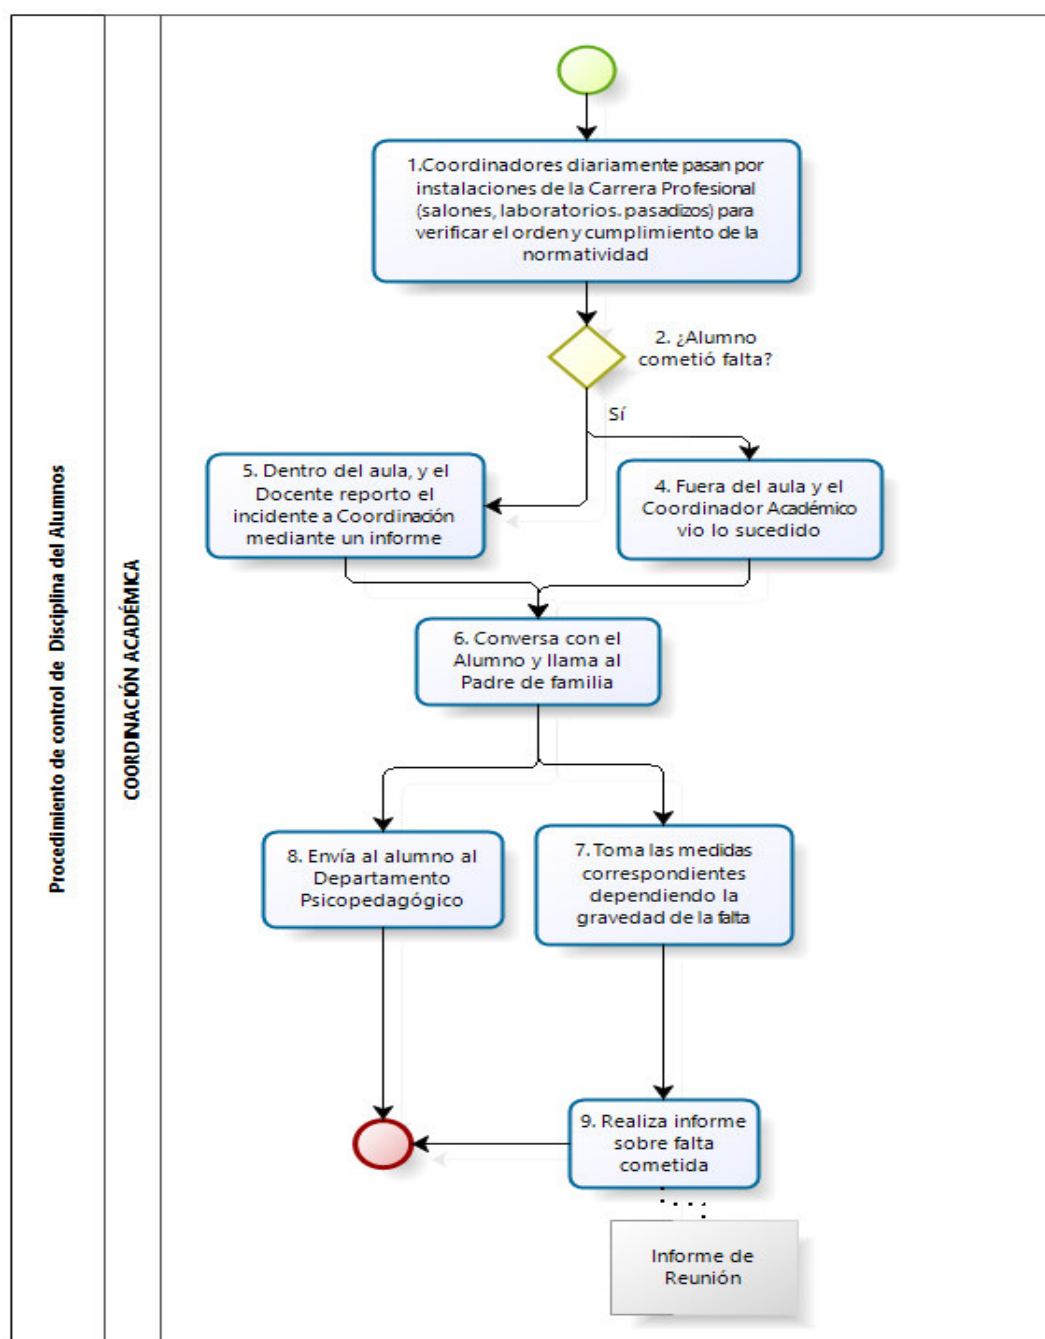 Procedimiento de control de Disciplina del Alumnos
COORDINACIÓN ACADÉMICA
1.Coordinadores diariamente pasan por
instalaciones de la Carrera Profesional
(salones, laboratorios. pasadizos) para
verificar el orden y cumplimiento de la
normatividad
2. ¿Alumno
cometió falta?
Sí
5. Dentro del aula, y el
Docente reporto el
incidente a Coordinación
mediante un informe
4. Fuera del aula y el
Coordinador Académico
vio lo sucedido
6. Conversa con el
Alumno y llama al
Padre de familia
8. Envía al alumno al
Departamento
Psicopedagógico
7. Toma las medidas
correspondientes
dependiendo la
gravedad de la falta
9. Realiza informe
sobre falta
cometida
Informe de
Reunión